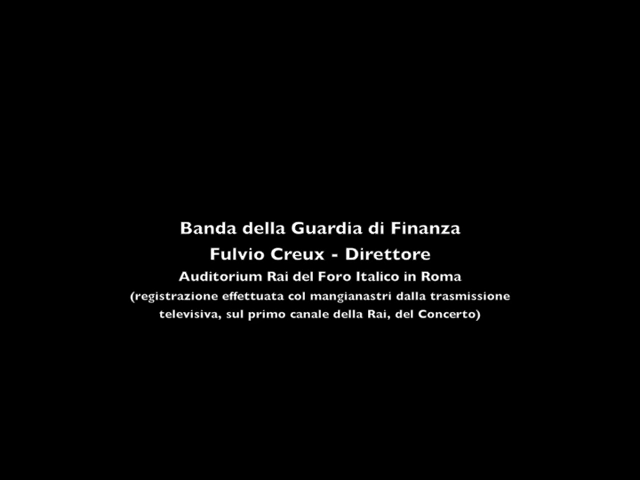 Banda della Guardia di Finanza
Fulvio Creux - Direttore
Auditorium Rai del Foro Italico in Roma
(registrazione effettuata col mangianastri dalla trasmissione
televisiva, sul primo canale della Rai, del Concerto)